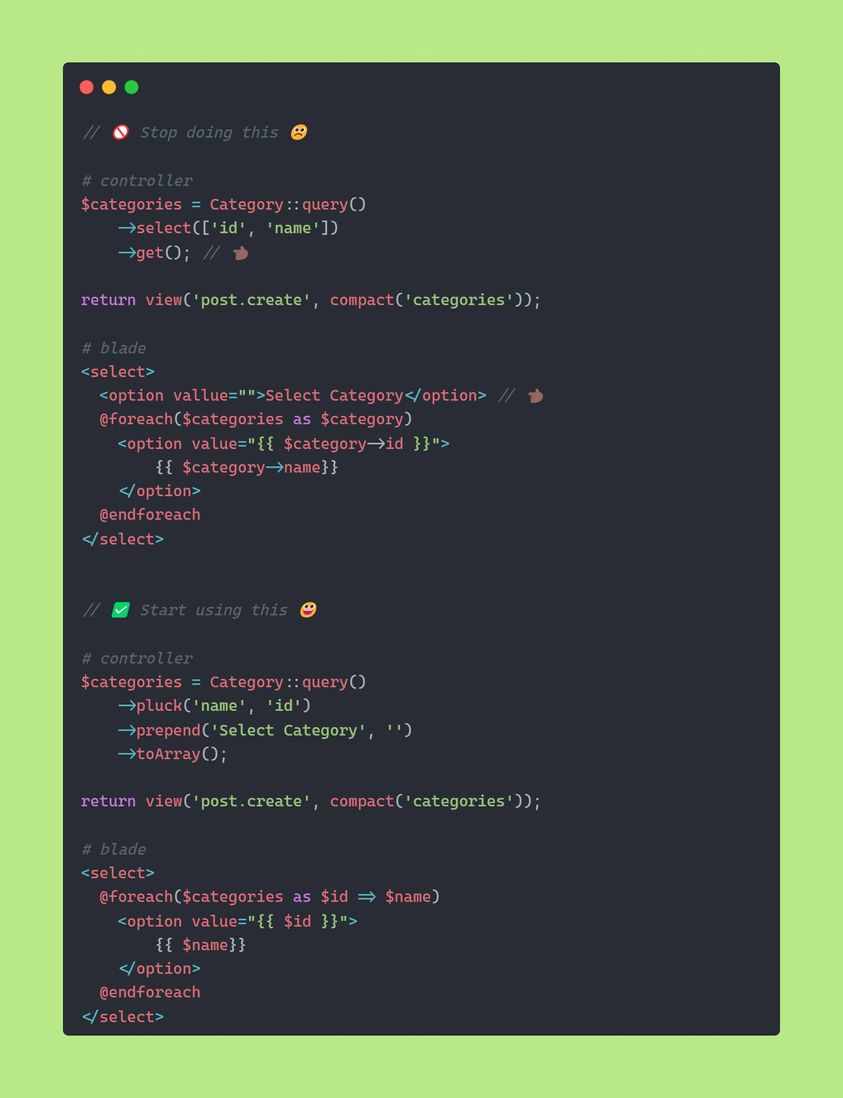 // 🚫 Stop doing this 🥺
# controller
$categories = Category::query()
    ->select(['id', 'name'])
    ->get(); // 👈🏾
return view('post.create', compact('categories'));
# blade
<select>
  <option vallue="">Select Category</option> // 👈🏾
  @foreach($categories as $category)
    <option value="{{ $category->id }}">
        {{ $category->name}}
    </option>
  @endforeach
</select>
// ✅ Start using this 😀
# controller
$categories = Category::query()
    ->pluck('name', 'id')
    ->prepend('Select Category', '')
    ->toArray();
return view('post.create', compact('categories'));
# blade
<select>
  @foreach($categories as $id => $name)
    <option value="{{ $id }}">
        {{ $name}}
    </option>
  @endforeach
</select>